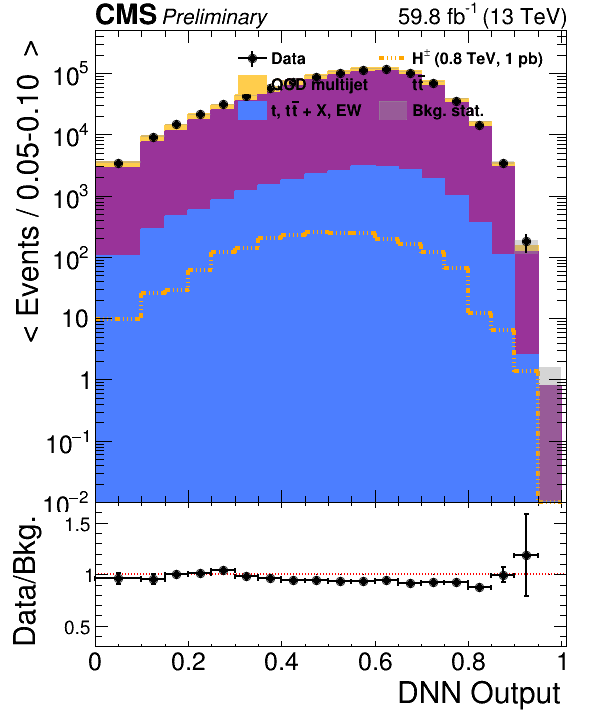 CMS Preliminary 59.8 fb⁻¹ (13 TeV)
< Events / 0.05-0.10 >
Data
H± (0.8 TeV, 1 pb)
QCD multijet
tt̅
t, tt̅ + X, EW
Bkg. stat.
10⁵
10⁴
10³
10²
10
1
10⁻¹
10⁻²
Data/Bkg.
1.5
1
0.5
0 0.2 0.4 0.6 0.8 1
DNN Output